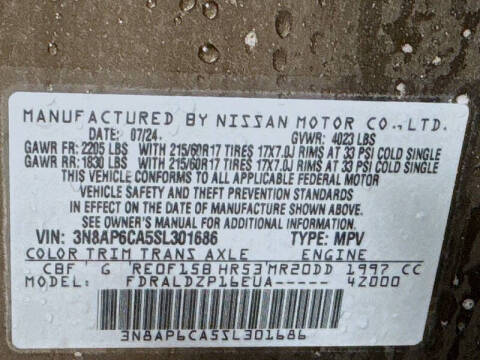 MANUFACTURED BY NISSAN MOTOR CO., LTD.
DATE: 07/24. GVWR: 4023 LBS
GAWR FR: 2205 LBS WITH 215/60R17 TIRES 17X7.0J RIMS AT 33 PSI COLD SINGLE
GAWR RR: 1830 LBS WITH 215/60R17 TIRES 17X7.0J RIMS AT 33 PSI COLD SINGLE
THIS VEHICLE CONFORMS TO ALL APPLICABLE FEDERAL MOTOR
VEHICLE SAFETY AND THEFT PREVENTION STANDARDS
IN EFFECT ON THE DATE OF MANUFACTURE SHOWN ABOVE.
SEE OWNER'S MANUAL FOR ADDITIONAL INFORMATION.
VIN: 3N8AP6CA5SL301686 TYPE: MPV
COLOR TRIM TRANS AXLE ENGINE
CBF G RE0F15B HR53 MR20DD 1997 CC
MODEL: FDRALDZP16EUA----- 4Z000
3N8AP6CA5SL301686